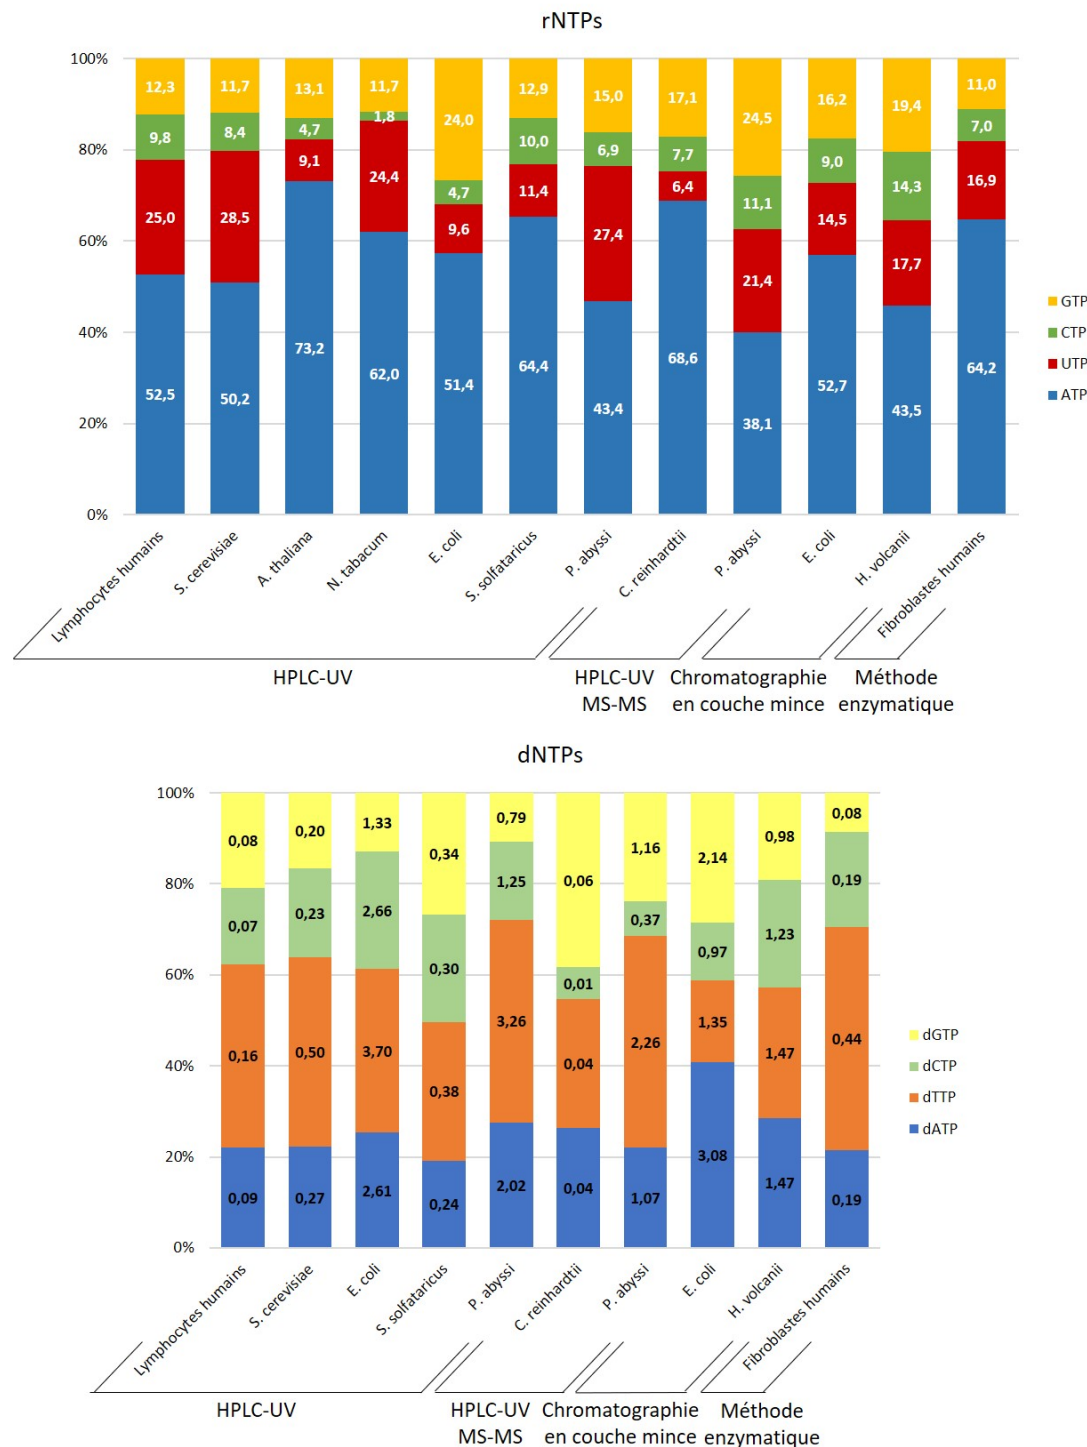 rNTPs
100%
80%
60%
40%
20%
0%
12,3 11,7 13,1 11,7 24,0 12,9 15,0 17,1 24,5 16,2 19,4 11,0
9,8 8,4 4,7 1,8 4,7 10,0 6,9 7,7 11,1 9,0 14,3 7,0
25,0 28,5 9,1 24,4 9,6 11,4 27,4 6,4 21,4 14,5 17,7 16,9
52,5 50,2 73,2 62,0 51,4 64,4 43,4 68,6 38,1 52,7 43,5 64,2
GTP
CTP
UTP
ATP
Lymphocytes humains
S. cerevisiae
A. thaliana
N. tabacum
E. coli
S. solfataricus
P. abyssi
C. reinhardtii
P. abyssi
E. coli
H. volcanii
Fibroblastes humains
HPLC-UV
HPLC-UV
MS-MS
Chromatographie
en couche mince
Méthode
enzymatique
dNTPs
100%
80%
60%
40%
20%
0%
0,08 0,20 1,33 0,34 0,79 0,06 1,16 2,14 0,98 0,08
0,07 0,23 2,66 0,30 1,25 0,01 0,37 0,97 1,23 0,19
0,16 0,50 3,70 0,38 3,26 0,04 2,26 1,35 1,47 0,44
0,09 0,27 2,61 0,24 2,02 0,04 1,07 3,08 1,47 0,19
dGTP
dCTP
dTTP
dATP
Lymphocytes humains
S. cerevisiae
E. coli
S. solfataricus
P. abyssi
C. reinhardtii
P. abyssi
E. coli
H. volcanii
Fibroblastes humains
HPLC-UV
HPLC-UV
MS-MS
Chromatographie
en couche mince
Méthode
enzymatique